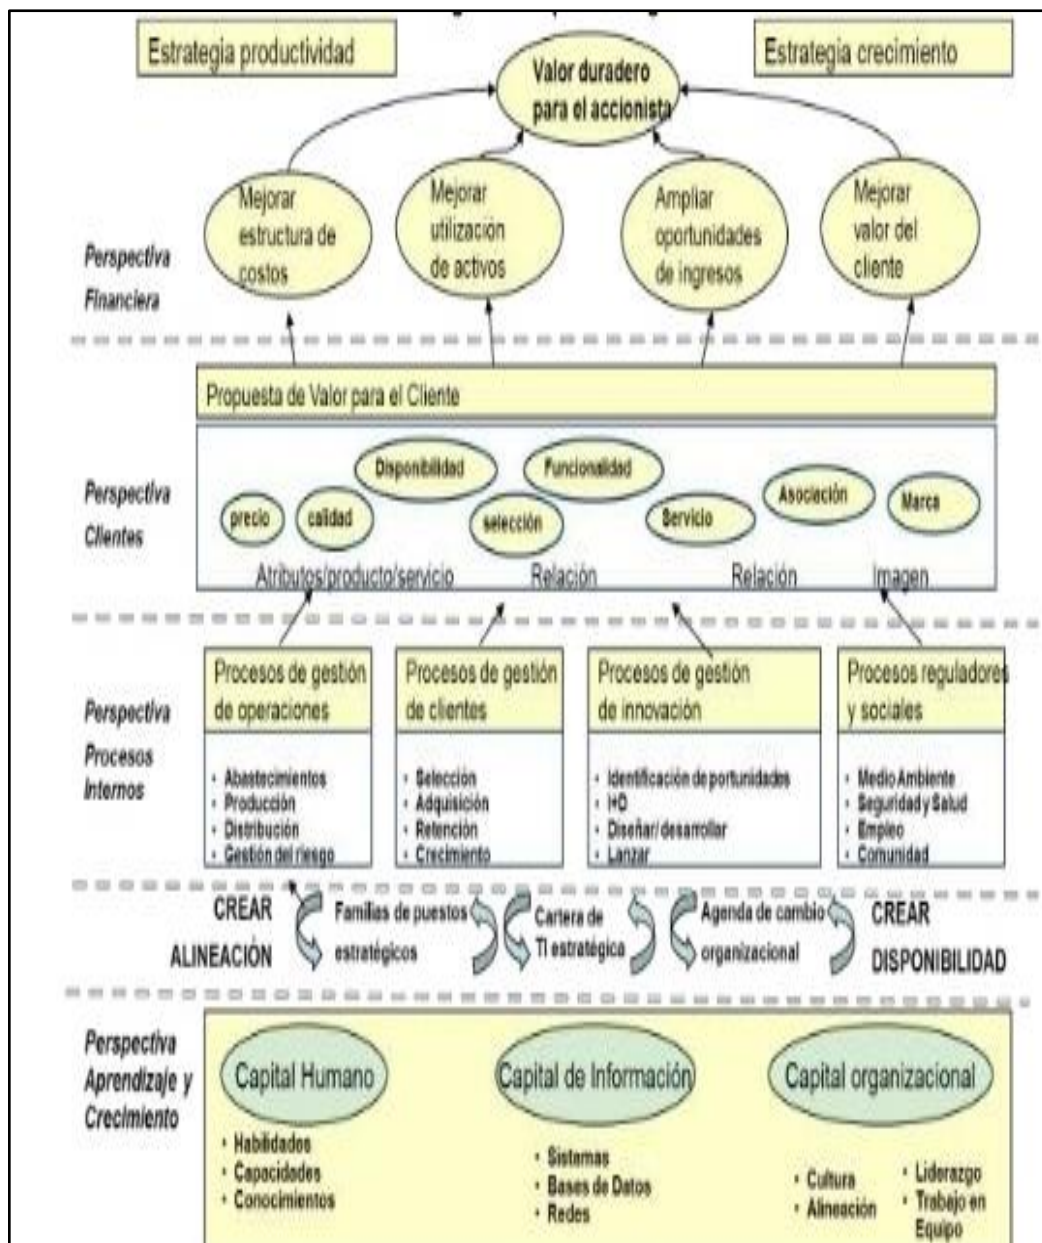 Estrategia productividad
Estrategia crecimiento
Valor duradero
para el accionista
Mejorar
estructura de
costos
Mejorar
utilización
de activos
Ampliar
oportunidades
de ingresos
Mejorar
valor del
cliente
Perspectiva
Financiera
Propuesta de Valor para el Cliente
Perspectiva
Clientes
precio
calidad
Disponibilidad
selección
Funcionalidad
Servicio
Asociación
Marca
Atributos/producto/servicio
Relación
Relación
Imagen
Perspectiva
Procesos
Internos
Procesos de gestión
de operaciones
• Abastecimientos
• Producción
• Distribución
• Gestión del riesgo
Procesos de gestión
de clientes
• Selección
• Adquisición
• Retención
• Crecimiento
Procesos de gestión
de innovación
• Identificación de portunidades
• I+D
• Diseñar/ desarrollar
• Lanzar
Procesos reguladores
y sociales
• Medio Ambiente
• Seguridad y Salud
• Empleo
• Comunidad
CREAR
ALINEACIÓN
Familias de puestos
estratégicos
Cartera de
TI estratégica
Agenda de cambio
organizacional
CREAR
DISPONIBILIDAD
Perspectiva
Aprendizaje y
Crecimiento
Capital Humano
• Habilidades
• Capacidades
• Conocimientos
Capital de Información
• Sistemas
• Bases de Datos
• Redes
Capital organizacional
• Cultura
• Alineación
• Liderazgo
• Trabajo en
Equipo